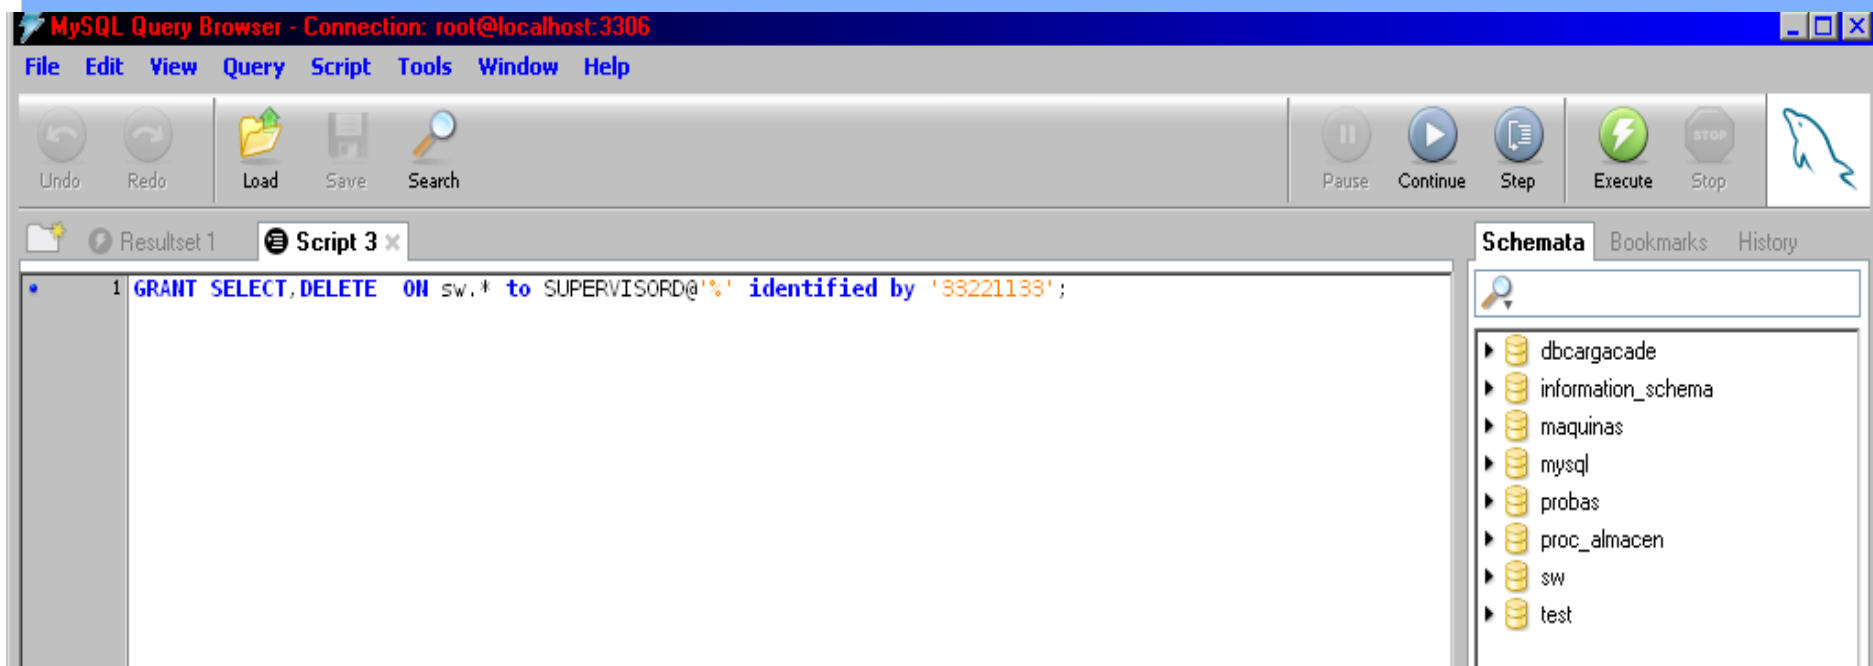 MySQL Query Browser - Connection: root@localhost:3306
File Edit View Query Script Tools Window Help
Undo Redo Load Save Search Pause Continue Step Execute STOP Stop
Resultset 1 Script 3 Schemata Bookmarks History
1 GRANT SELECT,DELETE  ON sw.* to SUPERVISORD@'%' identified by '33221133';
dbcargacade
information_schema
maquinas
mysql
probas
proc_almacen
sw
test